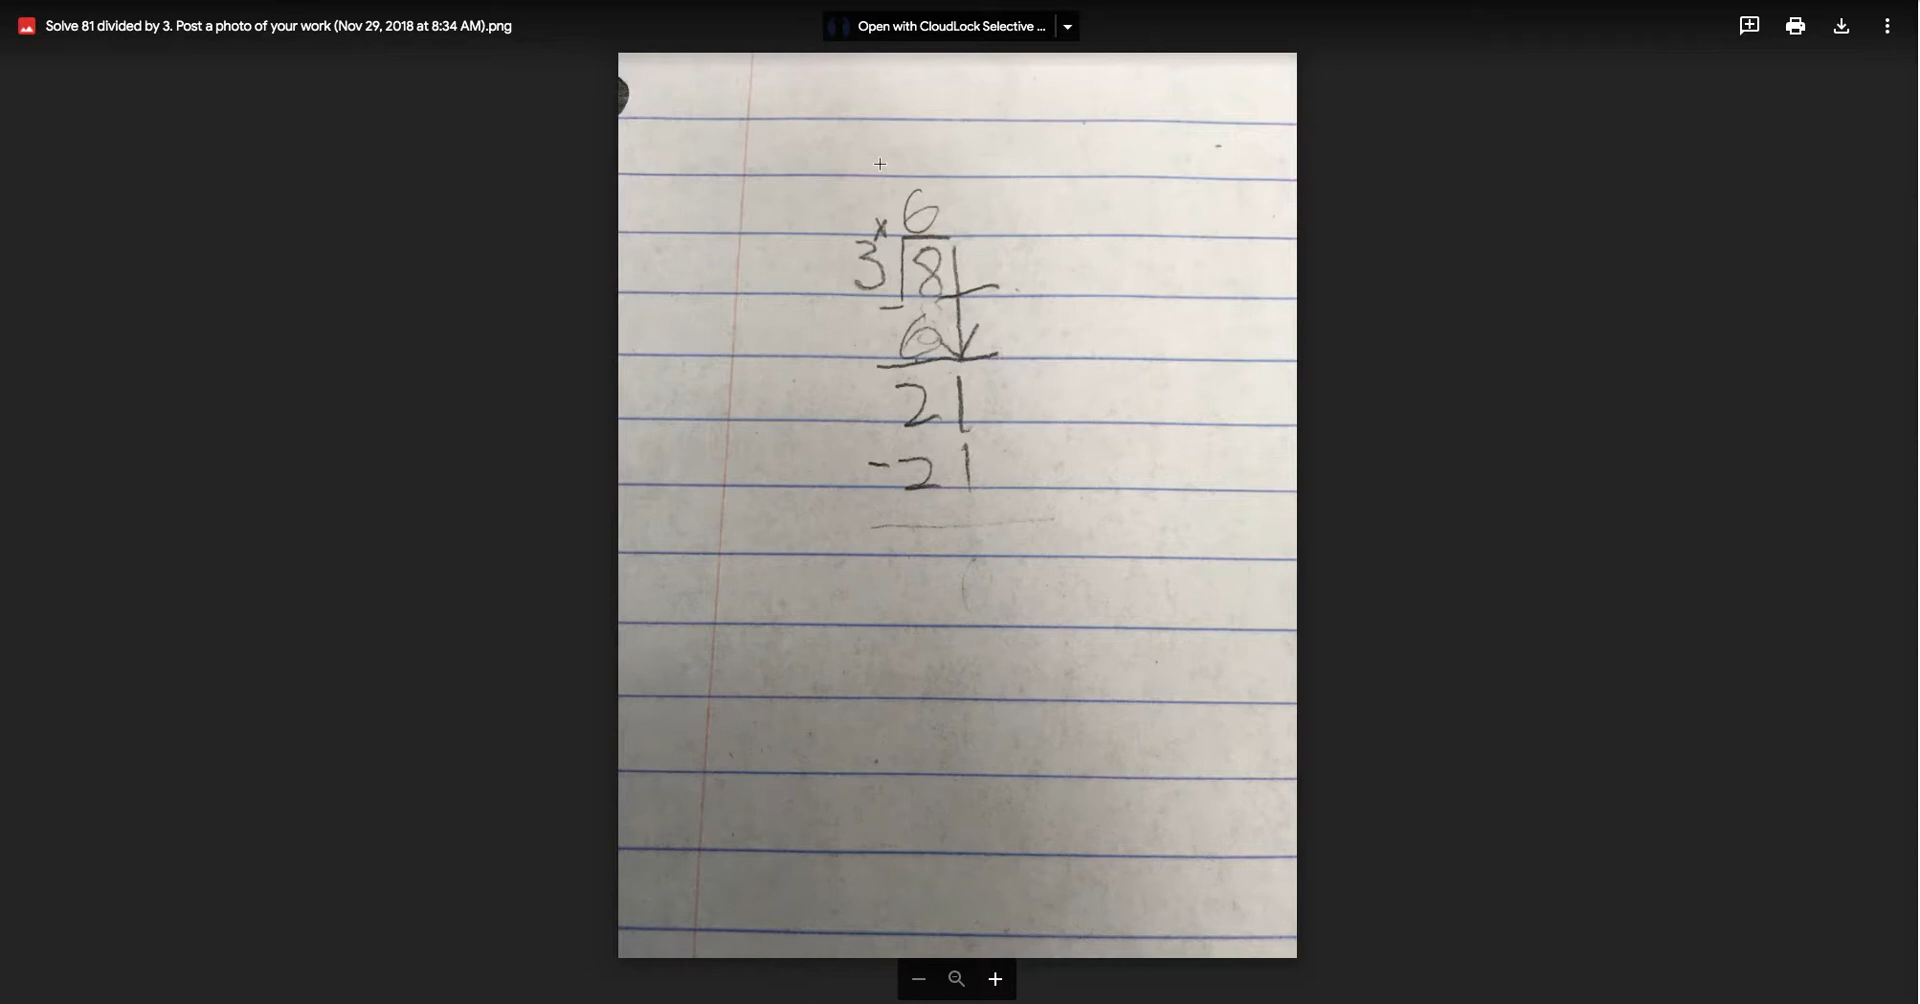 Solve 81 divided by 3. Post a photo of your work (Nov 29, 2018 at 8:34 AM).png
Open with CloudLock Selective ...
6
3 x 81
- 6
21
- 21